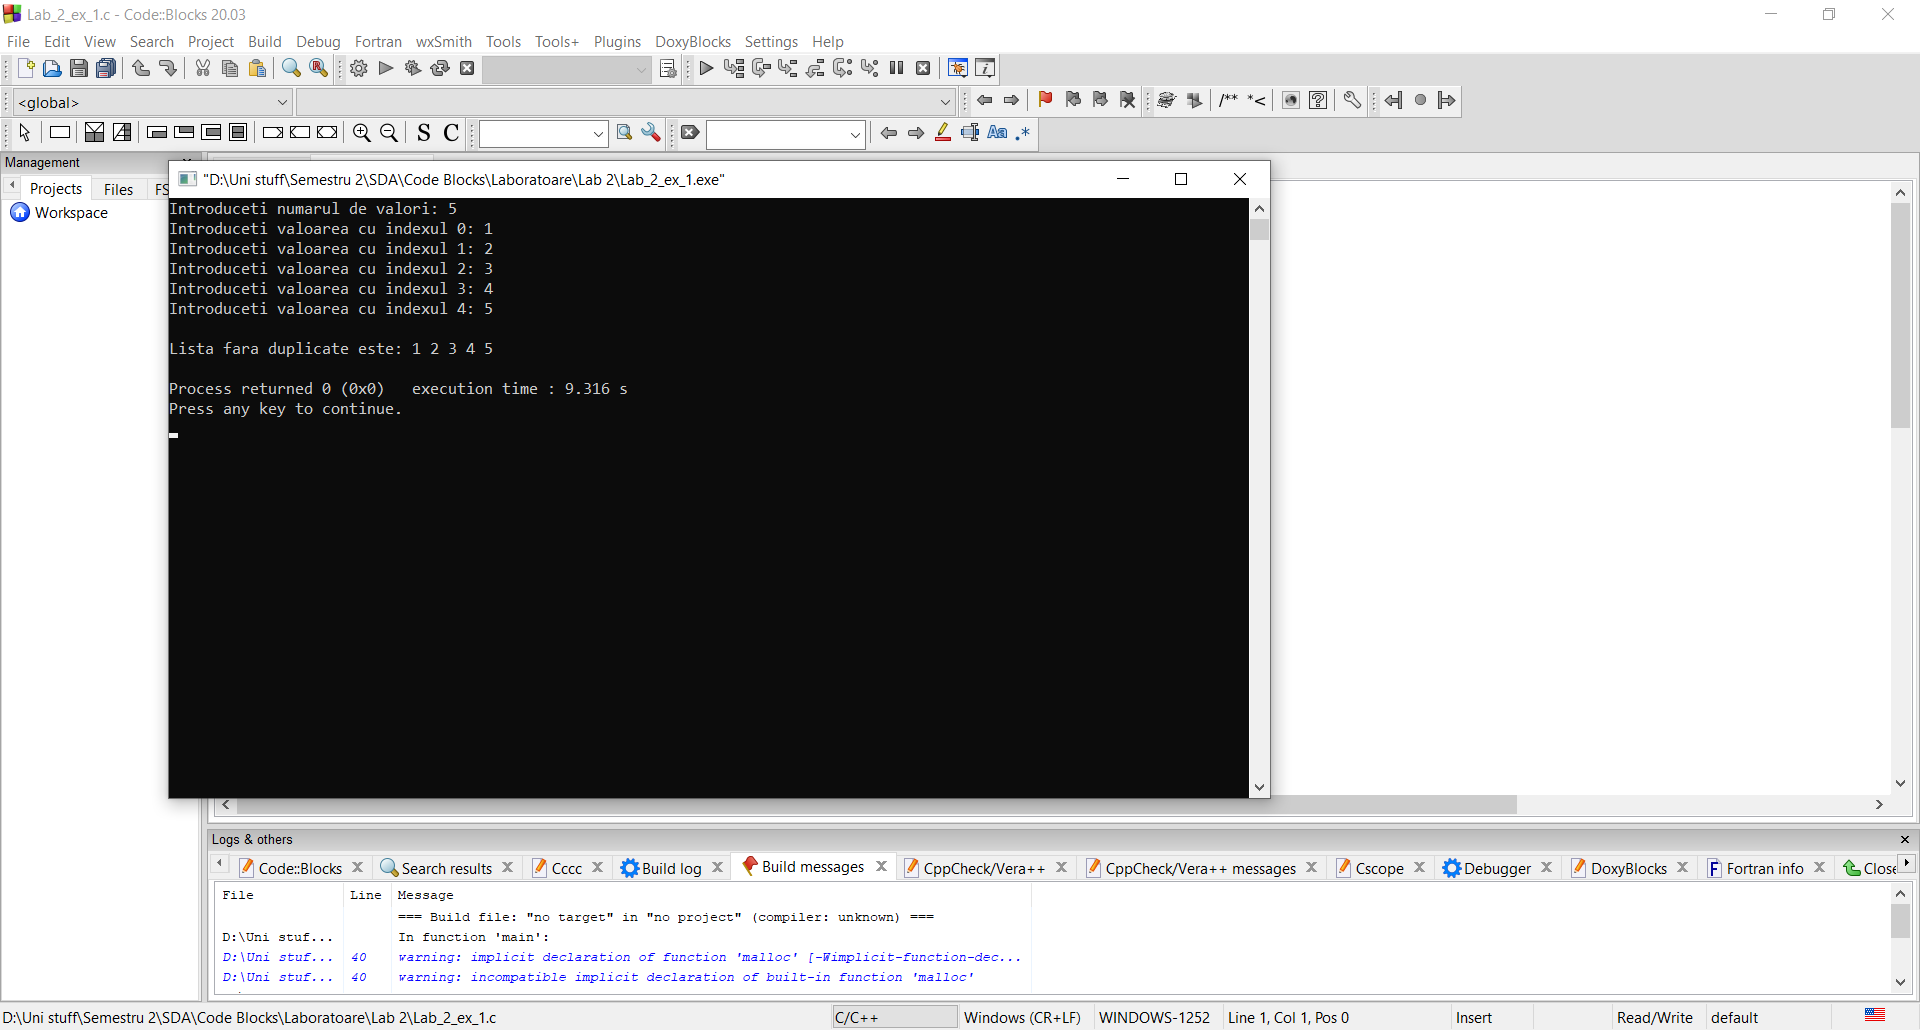 Lab_2_ex_1.c - Code::Blocks 20.03
File Edit View Search Project Build Debug Fortran wxSmith Tools Tools+ Plugins DoxyBlocks Settings Help
<global>
/** *<
S C
Aa .*
Management
Projects Files FS
Workspace
"D:\Uni stuff\Semestru 2\SDA\Code Blocks\Laboratoare\Lab 2\Lab_2_ex_1.exe"
Introduceti numarul de valori: 5
Introduceti valoarea cu indexul 0: 1
Introduceti valoarea cu indexul 1: 2
Introduceti valoarea cu indexul 2: 3
Introduceti valoarea cu indexul 3: 4
Introduceti valoarea cu indexul 4: 5
Lista fara duplicate este: 1 2 3 4 5
Process returned 0 (0x0)   execution time : 9.316 s
Press any key to continue.
Logs & others
Code::Blocks Search results Cccc Build log Build messages CppCheck/Vera++ CppCheck/Vera++ messages Cscope Debugger DoxyBlocks Fortran info Close
File Line Message
=== Build file: "no target" in "no project" (compiler: unknown) ===
D:\Uni stuf... In function 'main':
D:\Uni stuf... 40 warning: implicit declaration of function 'malloc' [-Wimplicit-function-dec...
D:\Uni stuf... 40 warning: incompatible implicit declaration of built-in function 'malloc'
D:\Uni stuff\Semestru 2\SDA\Code Blocks\Laboratoare\Lab 2\Lab_2_ex_1.c C/C++ Windows (CR+LF) WINDOWS-1252 Line 1, Col 1, Pos 0 Insert Read/Write default